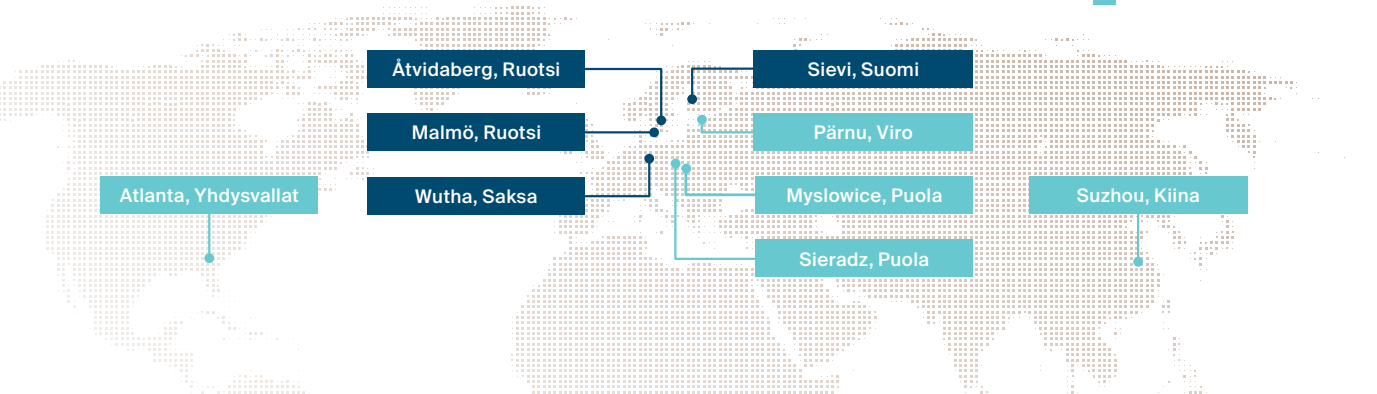 Åtvidaberg, Ruotsi
Sievi, Suomi
Malmö, Ruotsi
Pärnu, Viro
Atlanta, Yhdysvallat
Wutha, Saksa
Myslowice, Puola
Suzhou, Kiina
Sieradz, Puola